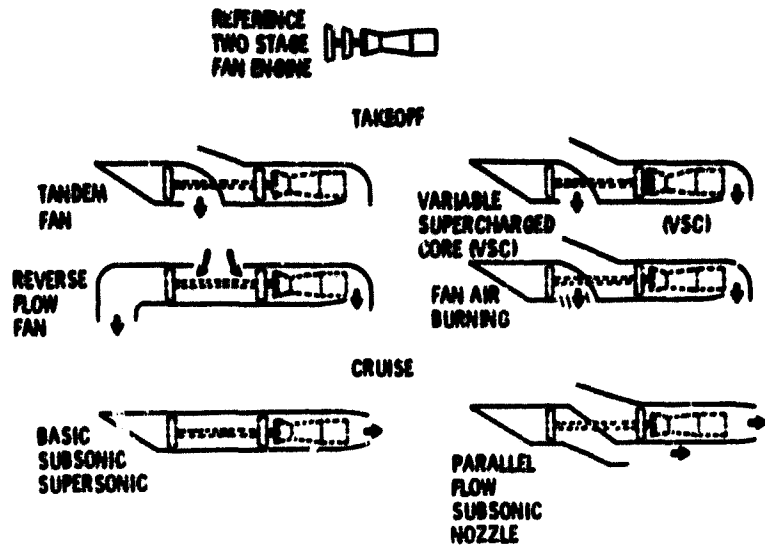 REFERENCE
TWO STAGE
FAN ENGINE
TAKEOFF
TANDEM
FAN
VARIABLE
SUPERCHARGED
CORE (VSC)
(VSC)
REVERSE
FLOW
FAN
FAN AIR
BURNING
CRUISE
BASIC
SUBSONIC
SUPERSONIC
PARALLEL
FLOW
SUBSONIC
NOZZLE